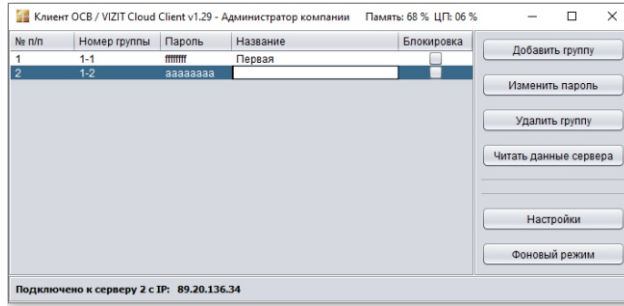 Клиент ОСВ / VIZIT Cloud Client v1.29 - Администратор компании Память: 68 % ЦП: 06 %
№ п/п Номер группы Пароль Название Блокировка
1 1-1 ffffffff Первая
2 1-2 aaaaaaaa
Добавить группу
Изменить пароль
Удалить группу
Читать данные сервера
Настройки
Фоновый режим
Подключено к серверу 2 с IP: 89.20.136.34